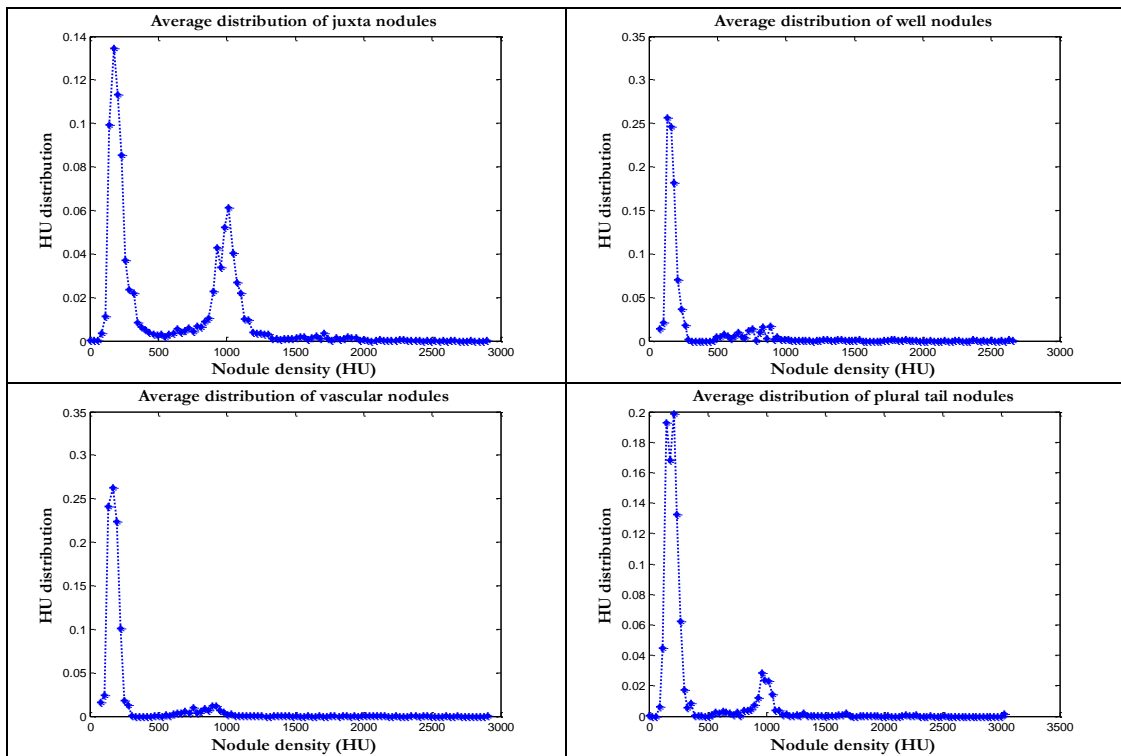 Average distribution of juxta nodules
0.14
0.12
0.1
0.08
0.06
0.04
0.02
0
HU distribution
0 500 1000 1500 2000 2500 3000
Nodule density (HU)
Average distribution of well nodules
0.35
0.3
0.25
0.2
0.15
0.1
0.05
0
HU distribution
0 500 1000 1500 2000 2500 3000
Nodule density (HU)
Average distribution of vascular nodules
0.35
0.3
0.25
0.2
0.15
0.1
0.05
0
HU distribution
0 500 1000 1500 2000 2500 3000
Nodule density (HU)
Average distribution of plural tail nodules
0.2
0.18
0.16
0.14
0.12
0.1
0.08
0.06
0.04
0.02
0
HU distribution
0 500 1000 1500 2000 2500 3000 3500
Nodule density (HU)